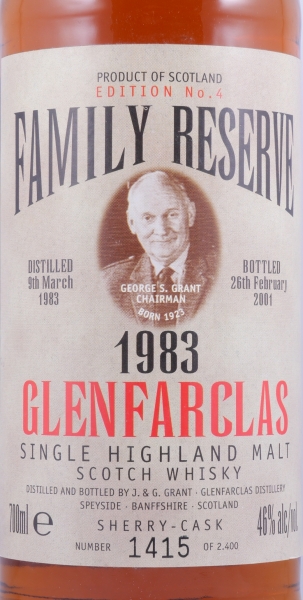 PRODUCT OF SCOTLAND
EDITION No.4
FAMILY RESERVE
DISTILLED
9th March
1983
GEORGE S. GRANT
CHAIRMAN
BORN 1923
BOTTLED
26th February
2001
1983
GLENFARCLAS
SINGLE HIGHLAND MALT
SCOTCH WHISKY
DISTILLED AND BOTTLED BY J. & G. GRANT · GLENFARCLAS DISTILLERY
SPEYSIDE · BANFFSHIRE · SCOTLAND
700ml e
SHERRY-CASK
46% alc/vol.
NUMBER 1415 OF 2.400